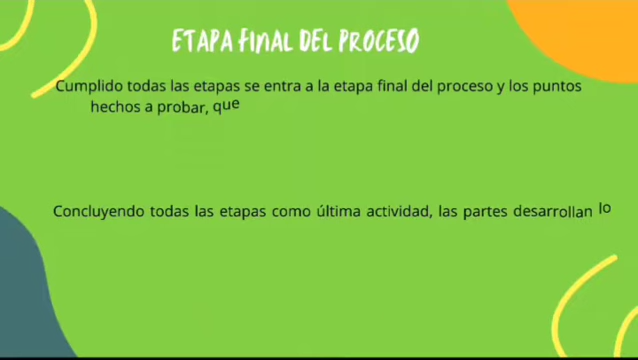 ETAPA FINAL DEL PROCESO
Cumplido todas las etapas se entra a la etapa final del proceso y los puntos
hechos a probar, que
Concluyendo todas las etapas como última actividad, las partes desarrollan lo